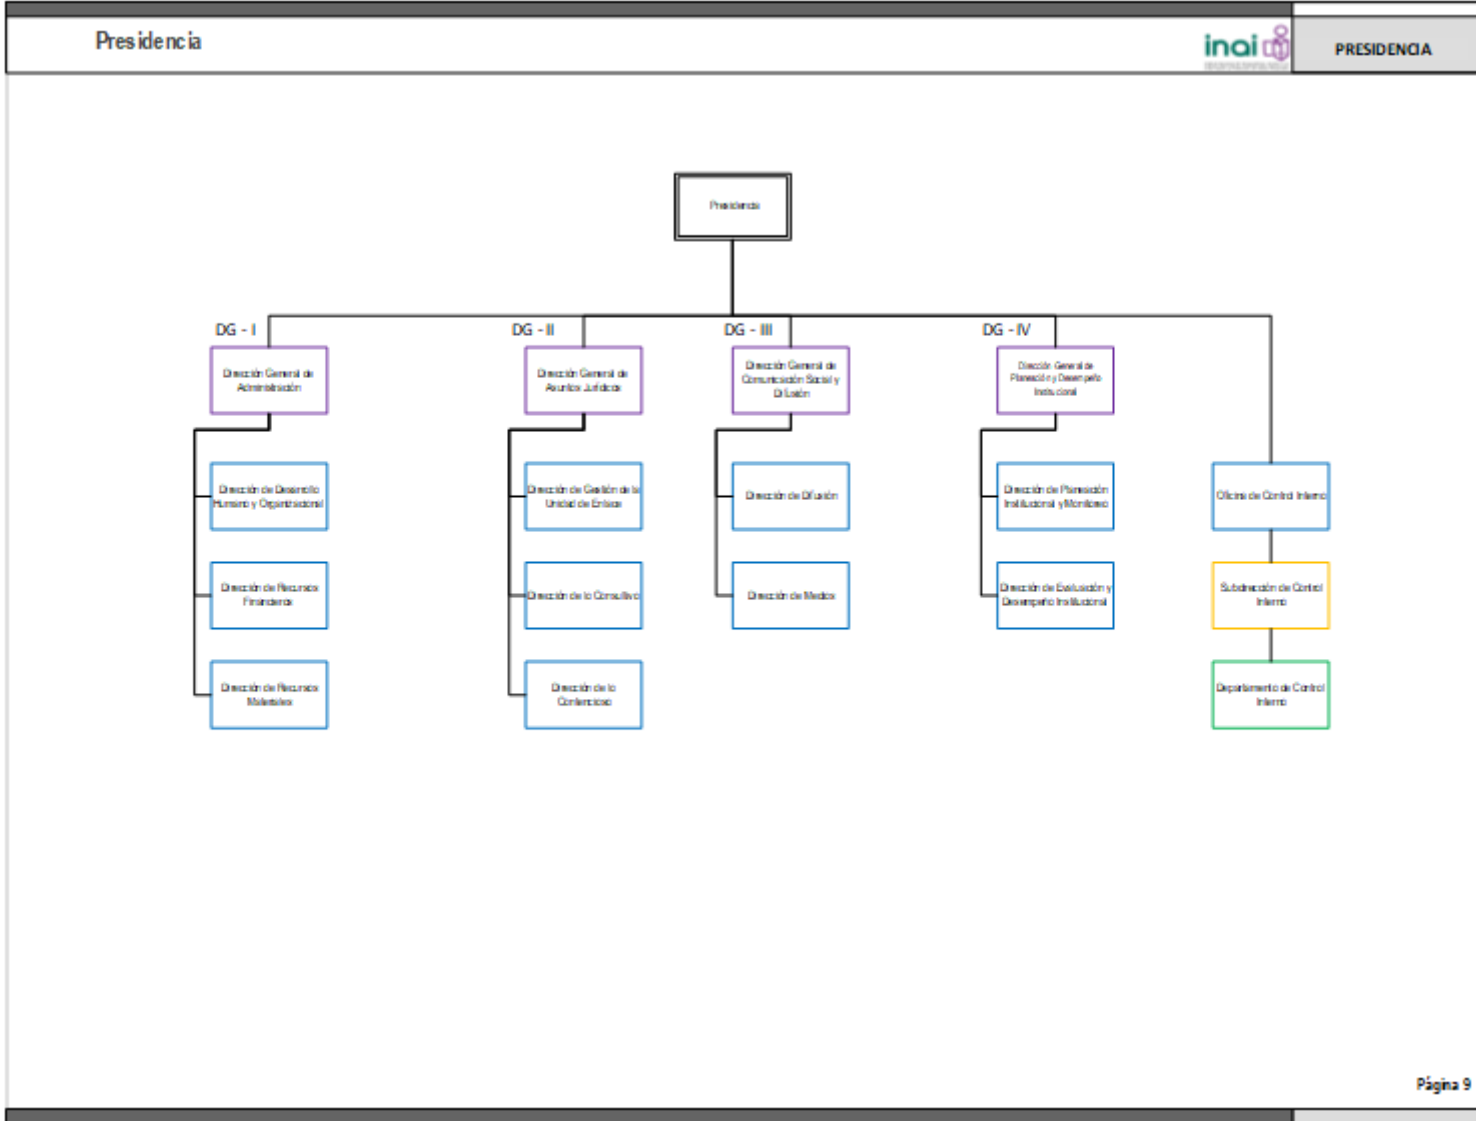 Presidencia
inai
PRESIDENCIA
Presidencia
DG - I
DG - II
DG - III
DG - IV
Dirección General de
Administración
Dirección General de
Asuntos Jurídicos
Dirección General de
Comunicación Social y
Difusión
Dirección General de
Planeación y Desempeño
Institucional
Dirección de Desarrollo
Humano y Organizacional
Dirección de Gestión de la
Unidad de Enlace
Dirección de Difusión
Dirección de Planeación
Institucional y Monitoreo
Oficina de Control Interno
Dirección de Recursos
Financieros
Dirección de lo Consultivo
Dirección de Medios
Dirección de Evaluación y
Desempeño Institucional
Subdirección de Control
Interno
Dirección de Recursos
Materiales
Dirección de lo
Contencioso
Departamento de Control
Interno
Página 9